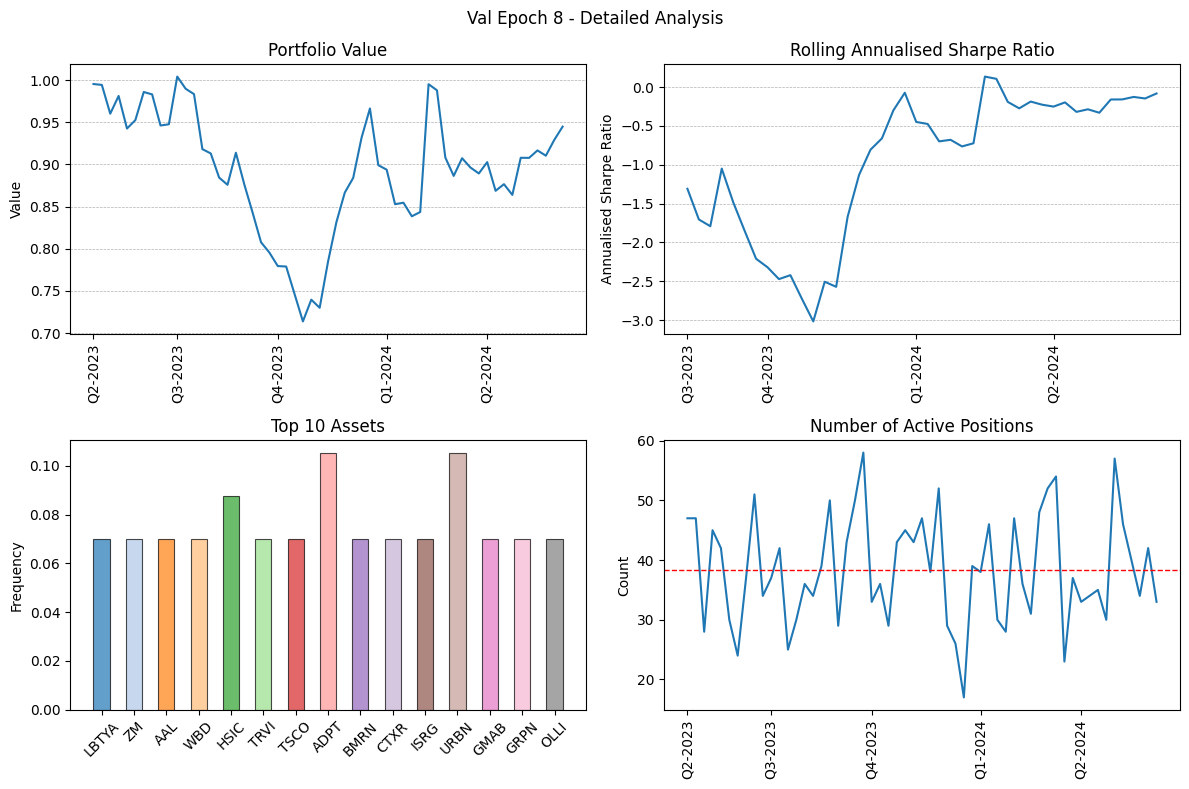 Val Epoch 8 - Detailed Analysis
Portfolio Value
Value
1.00
0.95
0.90
0.85
0.80
0.75
0.70
Q2-2023
Q3-2023
Q4-2023
Q1-2024
Q2-2024
Rolling Annualised Sharpe Ratio
Annualised Sharpe Ratio
0.0
−0.5
−1.0
−1.5
−2.0
−2.5
−3.0
Q3-2023
Q4-2023
Q1-2024
Q2-2024
Top 10 Assets
Frequency
0.10
0.08
0.06
0.04
0.02
0.00
LBTYA
ZM
AAL
WBD
HSIC
TRVI
TSCO
ADPT
BMRN
CTXR
ISRG
URBN
GMAB
GRPN
OLLI
Number of Active Positions
Count
60
50
40
30
20
Q2-2023
Q3-2023
Q4-2023
Q1-2024
Q2-2024